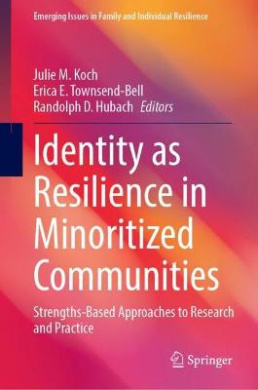 Emerging Issues in Family and Individual Resilience
Julie M. Koch
Erica E. Townsend-Bell
Randolph D. Hubach Editors
Identity as
Resilience in
Minoritized
Communities
Strengths-Based Approaches to Research
and Practice
Springer